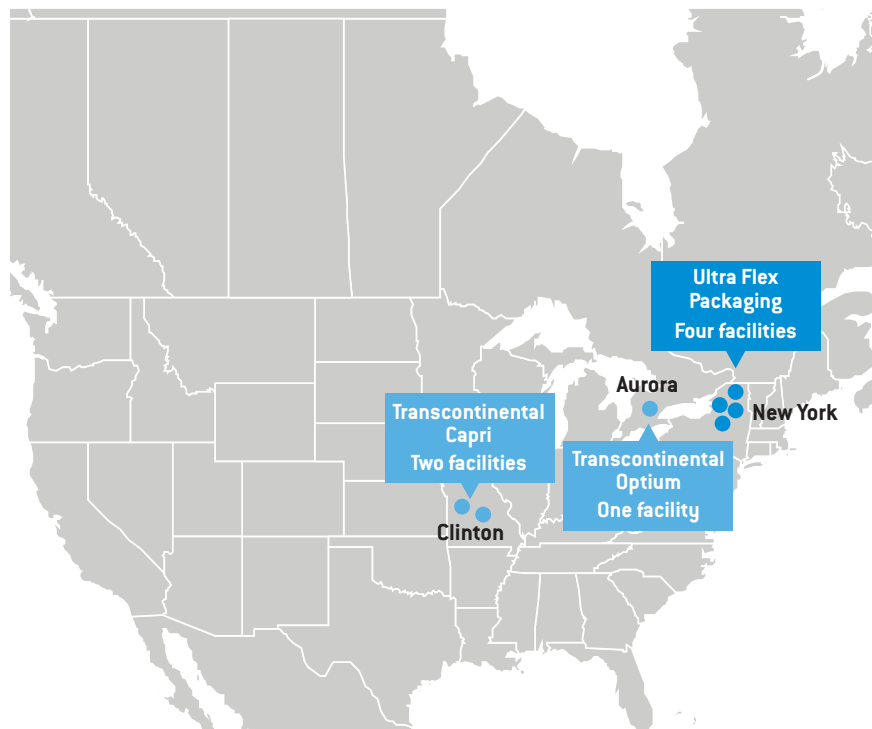 Ultra Flex
Packaging
Four facilities
Aurora
New York
Transcontinental
Capri
Two facilities
Transcontinental
Optium
One facility
Clinton